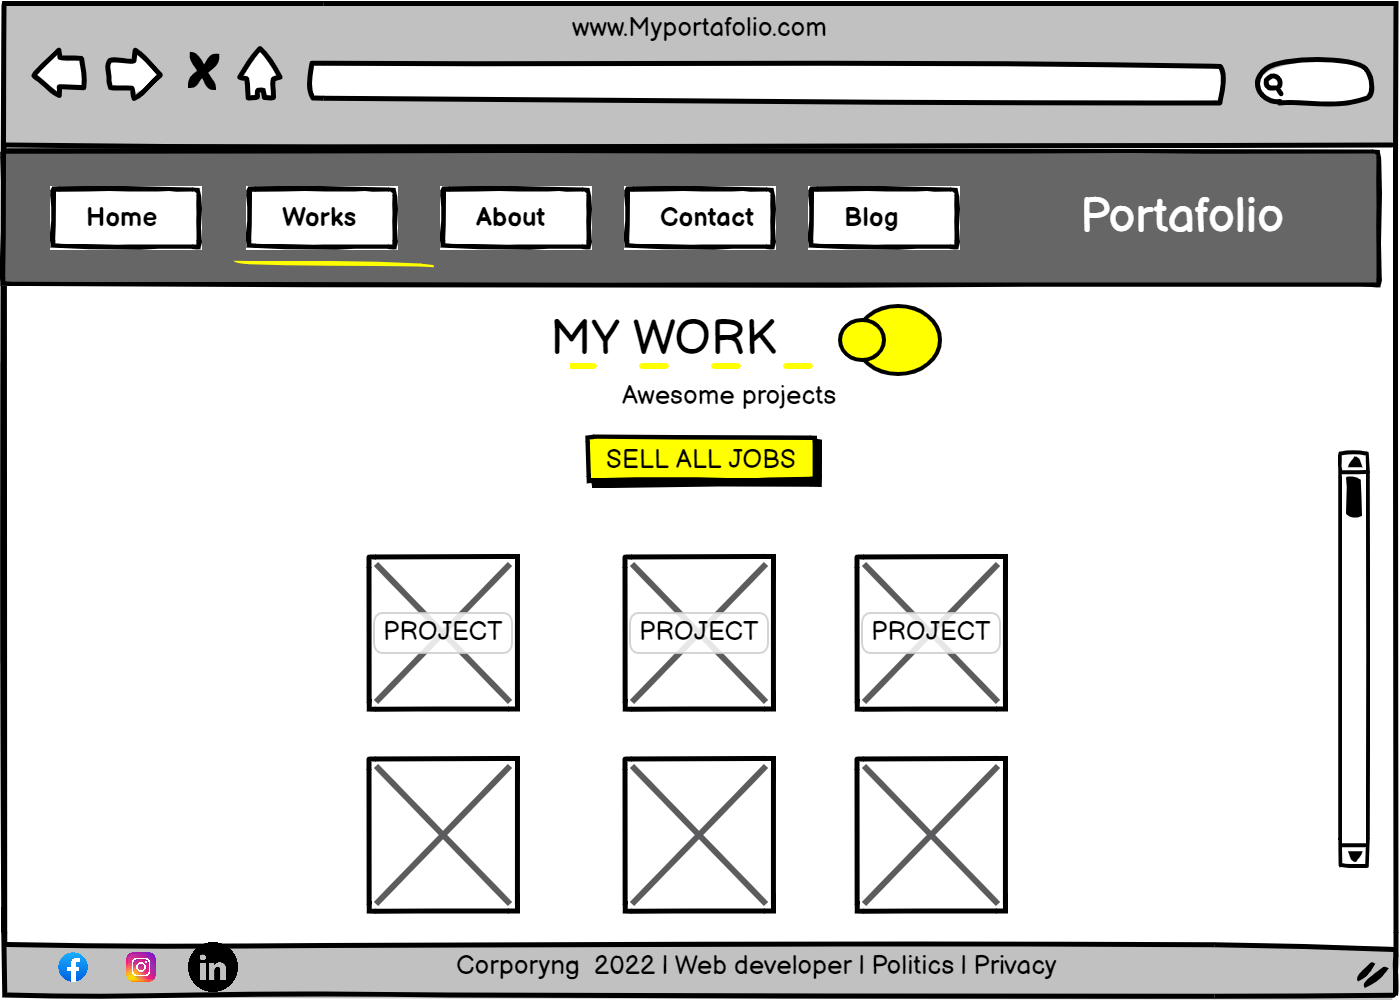 www.Myportafolio.com
Home Works About Contact Blog Portafolio
MY WORK
Awesome projects
SELL ALL JOBS
PROJECT PROJECT PROJECT
in Corporyng 2022 | Web developer | Politics | Privacy